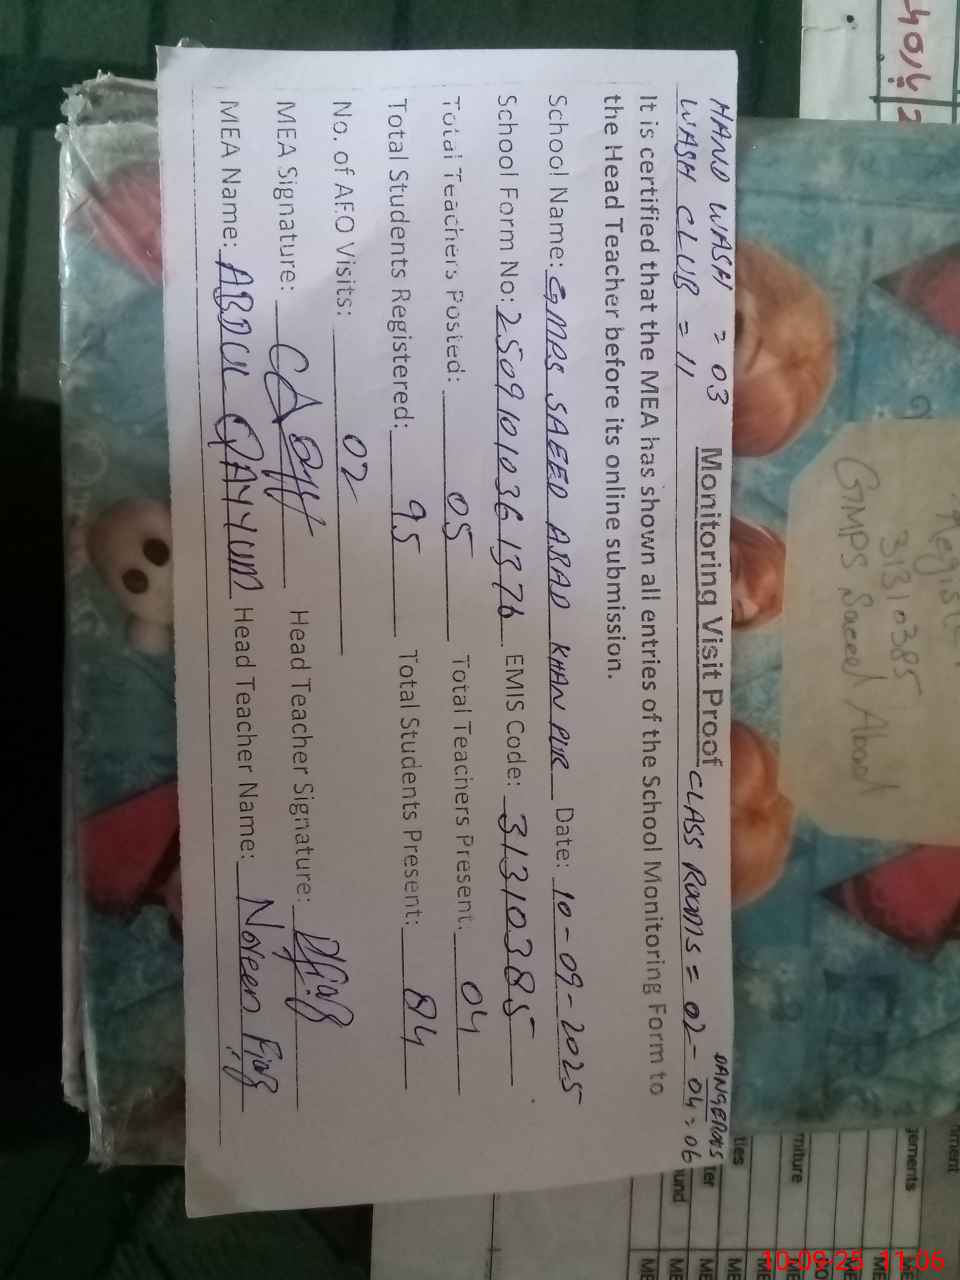 HAND WASH = 03
WASH CLUB = 11
Monitoring Visit Proof
CLASS ROOMS = 02 - 04 = 06
DANGEROUS
It is certified that the MEA has shown all entries of the School Monitoring Form to
the Head Teacher before its online submission.
School Name: GMPS SAEED ABAD KHAN PUR Date: 10-09-2025
School Form No: 2509101036 1376 EMIS Code: 31310385
Total Teachers Posted: 05 Total Teachers Present: 04
Total Students Registered: 95 Total Students Present: 84
No. of AEO Visits: 02
MEA Signature: Head Teacher Signature:
MEA Name: ABDUL QAYYUM Head Teacher Name: Noreen
31310385
GMPS Saeed Abad
10-09-25 11:06